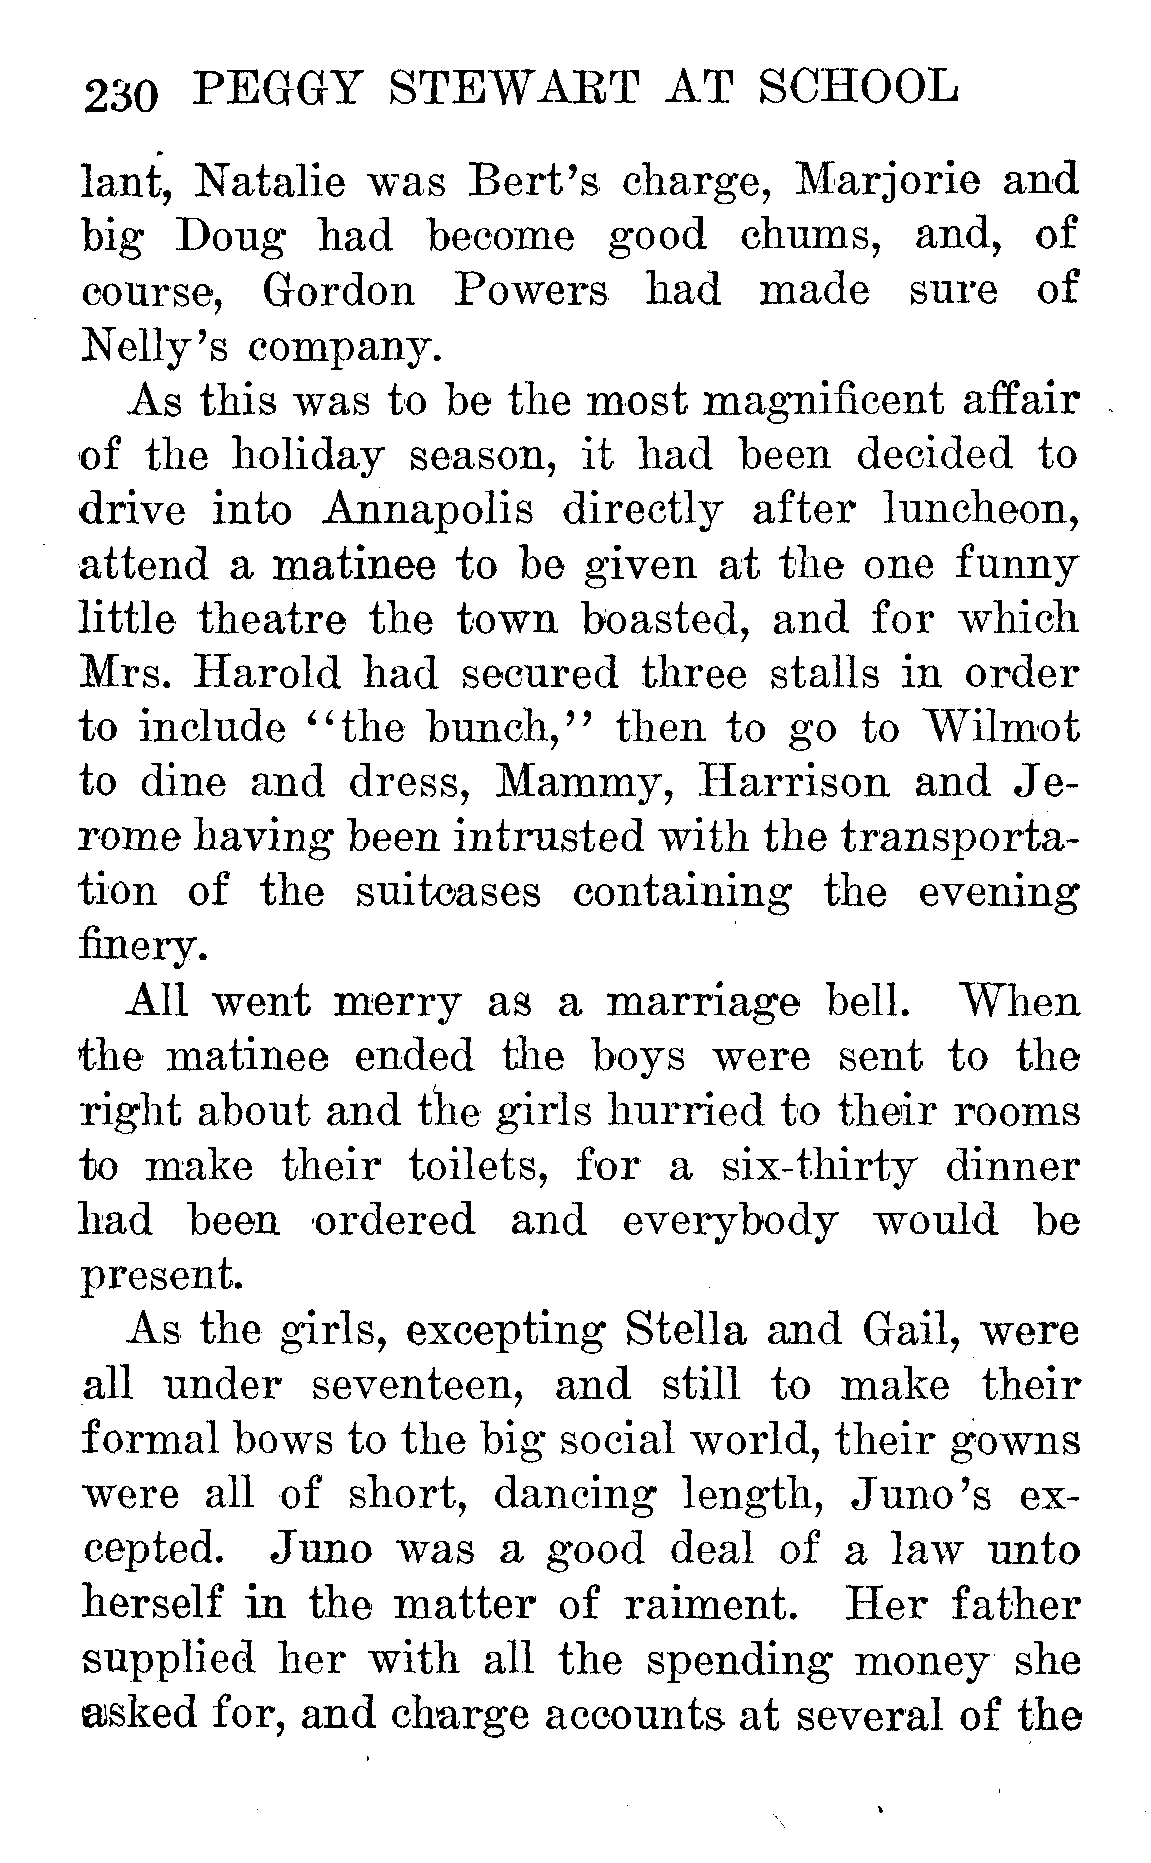 230 PEGGY STEWART AT SCHOOL
lant, Natalie was Bert's charge, Marjorie and
big Doug had become good chums, and, of
course, Gordon Powers had made sure of
Nelly's company.
As this was to be the most magnificent affair
of the holiday season, it had been decided to
drive into Annapolis directly after luncheon,
attend a matinee to be given at the one funny
little theatre the town boasted, and for which
Mrs. Harold had secured three stalls in order
to include "the bunch," then to go to Wilmot
to dine and dress, Mammy, Harrison and Je-
rome having been intrusted with the transporta-
tion of the suitcases containing the evening
finery.
All went merry as a marriage bell. When
the matinee ended the boys were sent to the
right about and the girls hurried to their rooms
to make their toilets, for a six-thirty dinner
had been ordered and everybody would be
present.
As the girls, excepting Stella and Gail, were
all under seventeen, and still to make their
formal bows to the big social world, their gowns
were all of short, dancing length, Juno's ex-
cepted. Juno was a good deal of a law unto
herself in the matter of raiment. Her father
supplied her with all the spending money she
asked for, and charge accounts at several of the